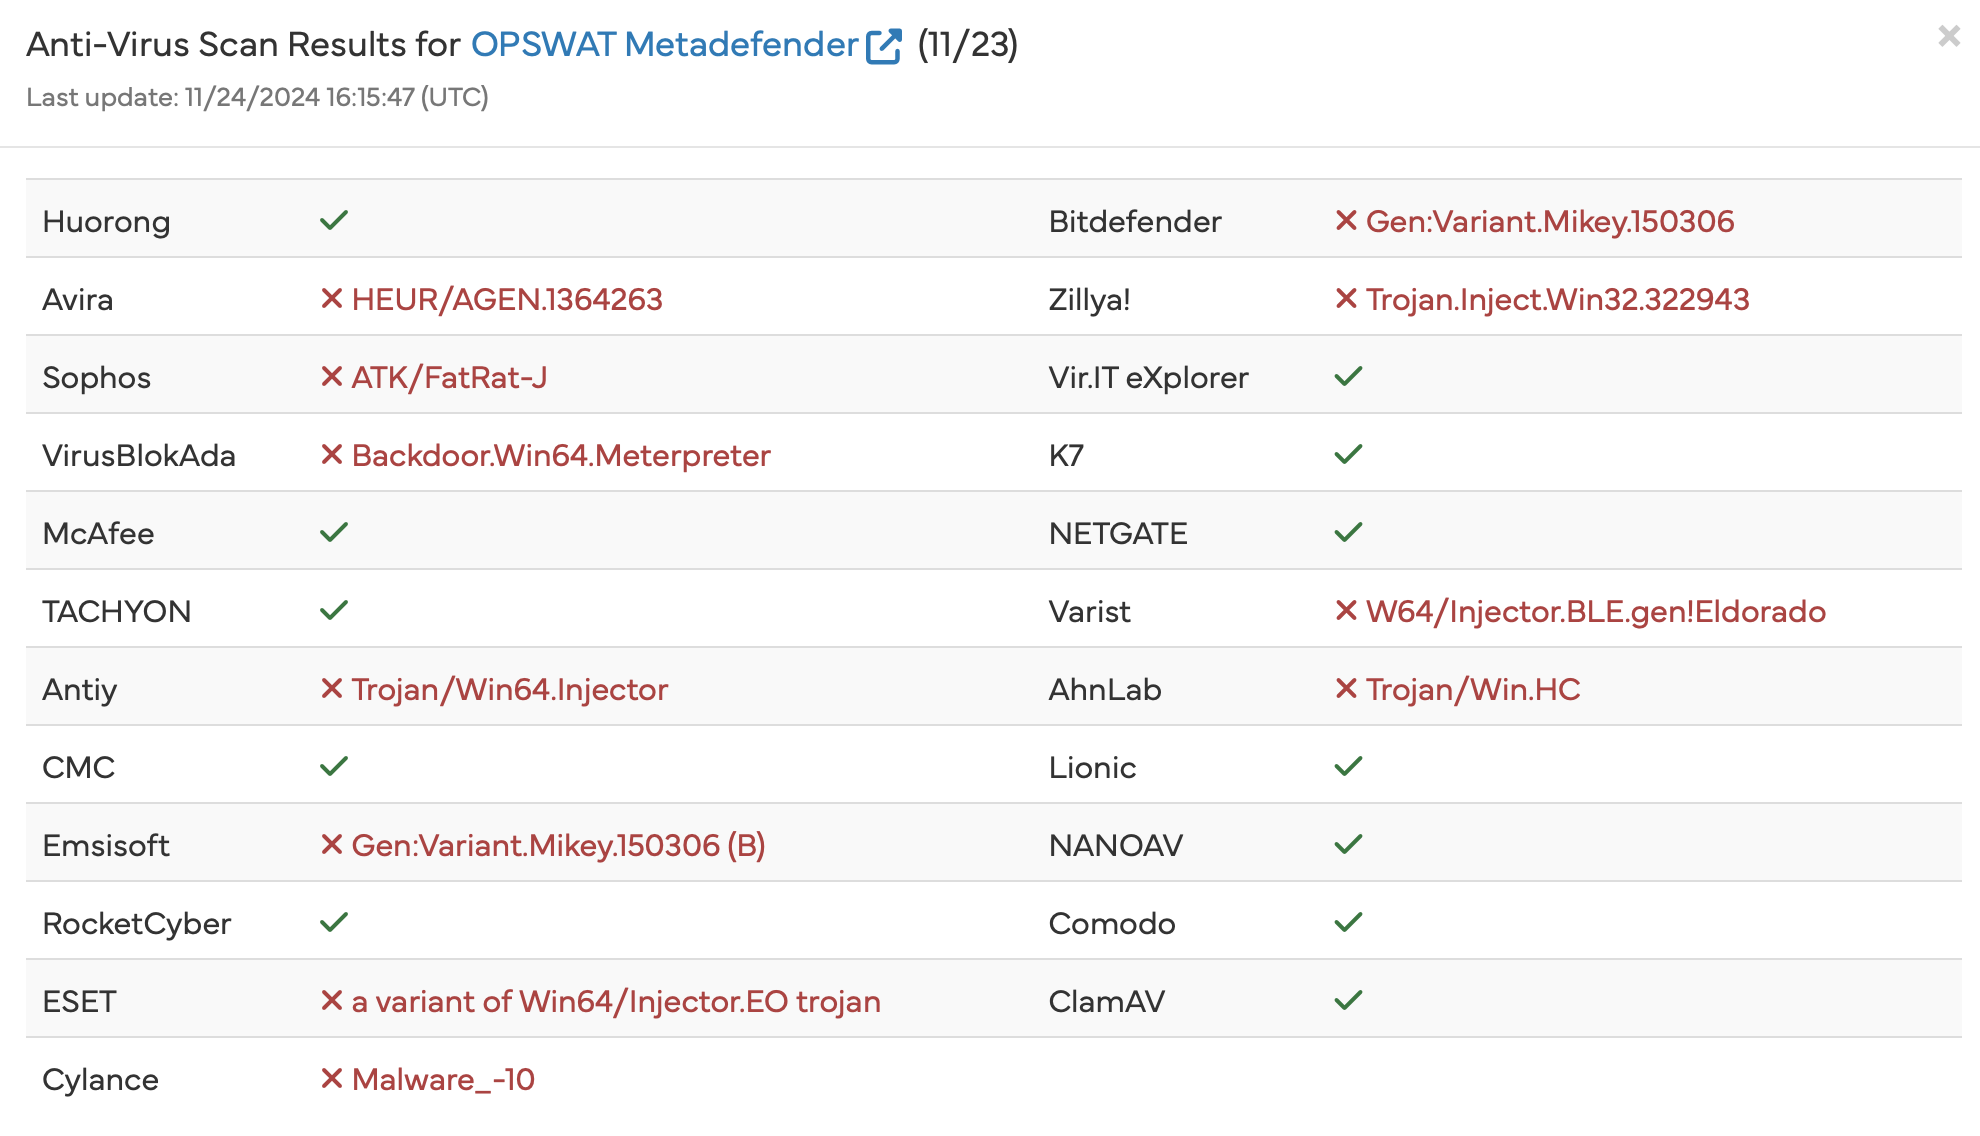 Anti-Virus Scan Results for OPSWAT Metadefender (11/23)
Last update: 11/24/2024 16:15:47 (UTC)
Huorong Bitdefender Gen:Variant.Mikey.150306
Avira HEUR/AGEN.1364263 Zillya! Trojan.Inject.Win32.322943
Sophos ATK/FatRat-J Vir.IT eXplorer
VirusBlokAda Backdoor.Win64.Meterpreter K7
McAfee NETGATE
TACHYON Varist W64/Injector.BLE.gen!Eldorado
Antiy Trojan/Win64.Injector AhnLab Trojan/Win.HC
CMC Lionic
Emsisoft Gen:Variant.Mikey.150306 (B) NANOAV
RocketCyber Comodo
ESET a variant of Win64/Injector.EO trojan ClamAV
Cylance Malware_-10